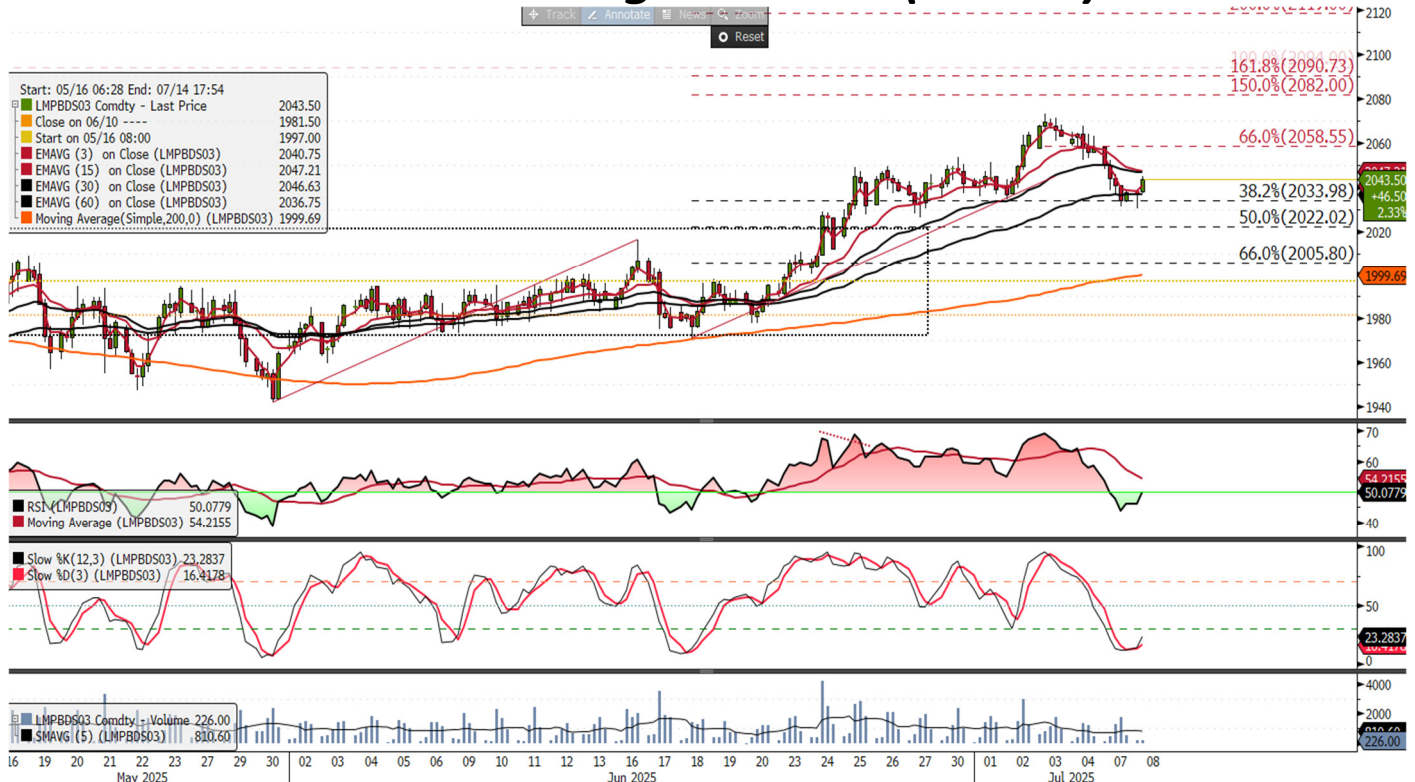 Track Annotate News Zoom
Reset
2120
2100
2080
2060
2020
1980
1960
1940
100.0%(2094.00)
161.8%(2090.73)
150.0%(2082.00)
66.0%(2058.55)
38.2%(2033.98)
50.0%(2022.02)
66.0%(2005.80)
2043.50
+46.50
2.33%
1999.69
Start: 05/16 06:28 End: 07/14 17:54
LMPBDS03 Comdty - Last Price 2043.50
Close on 06/10 ---- 1981.50
Start on 05/16 08:00 1997.00
EMAVG (3) on Close (LMPBDS03) 2040.75
EMAVG (15) on Close (LMPBDS03) 2047.21
EMAVG (30) on Close (LMPBDS03) 2046.63
EMAVG (60) on Close (LMPBDS03) 2036.75
Moving Average(Simple,200,0) (LMPBDS03) 1999.69
70
60
54.2155
50.0779
40
RSI (LMPBDS03) 50.0779
Moving Average (LMPBDS03) 54.2155
100
50
23.2837
0
Slow %K(12,3) (LMPBDS03) 23.2837
Slow %D(3) (LMPBDS03) 16.4178
4000
2000
226.00
LMPBDS03 Comdty - Volume 226.00
SMAVG (5) (LMPBDS03) 810.60
16 19 20 21 22 23 27 28 29 30 02 03 04 05 06 09 10 11 12 13 16 17 18 19 20 23 24 25 26 27 30 01 02 03 04 07 08
May 2025 Jun 2025 Jul 2025